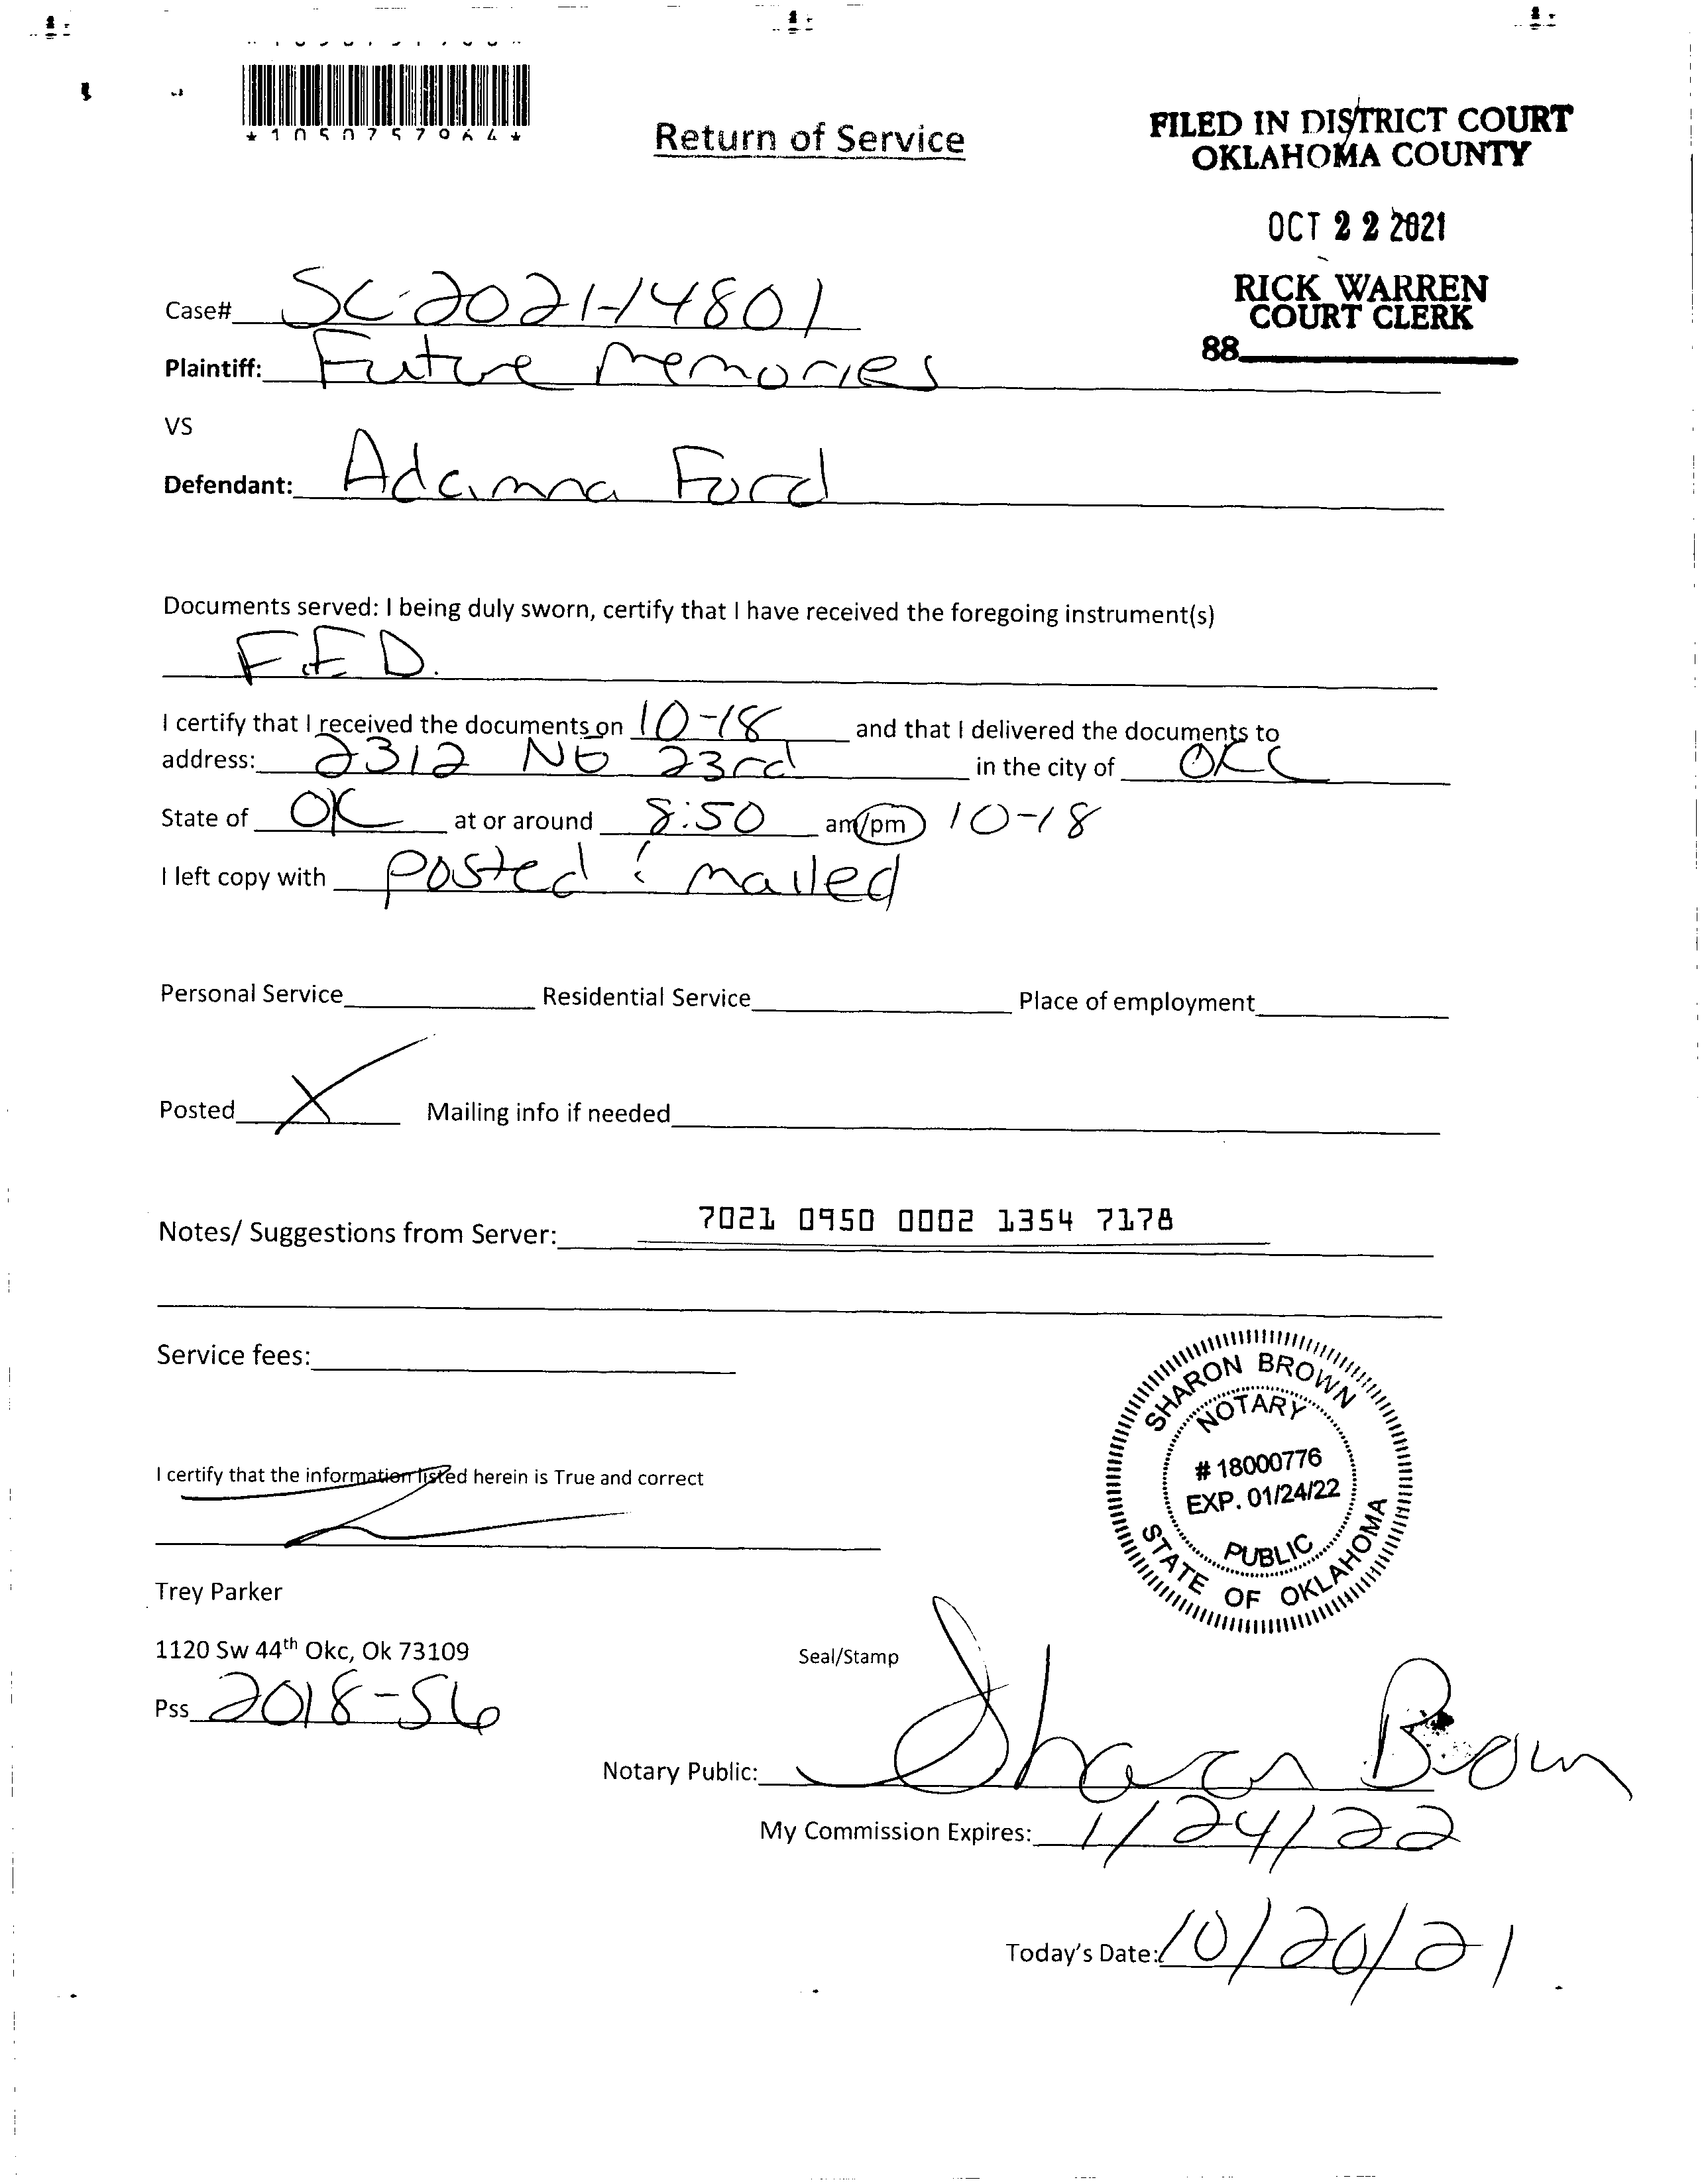 Return of Service
FILED IN DISTRICT COURT
OKLAHOMA COUNTY
OCT 22 2021
RICK WARREN
COURT CLERK
88
Case# SC-2021-14801
Plaintiff: Future Memories
VS
Defendant: Ford
Documents served: I being duly sworn, certify that I have received the foregoing instrument(s)
F.E D.
I certify that I received the documents on 10-18 and that I delivered the documents to
address: 2312 NE 23rd in the city of OKC
State of OK at or around 8:50 am/pm 10-18
I left copy with posted & mailed
Personal Service Residential Service Place of employment
Posted X Mailing info if needed
Notes/ Suggestions from Server: 7021 0950 0002 1354 7178
Service fees:
SHARON BROWN
NOTARY
# 18000776
EXP. 01/24/22
PUBLIC
STATE OF OKLAHOMA
I certify that the information listed herein is True and correct
Trey Parker
1120 Sw 44th Okc, Ok 73109
Seal/Stamp
Pss 2018-56
Notary Public: Sharon Brown
My Commission Expires: 1/24/22
Today's Date: 10/20/21